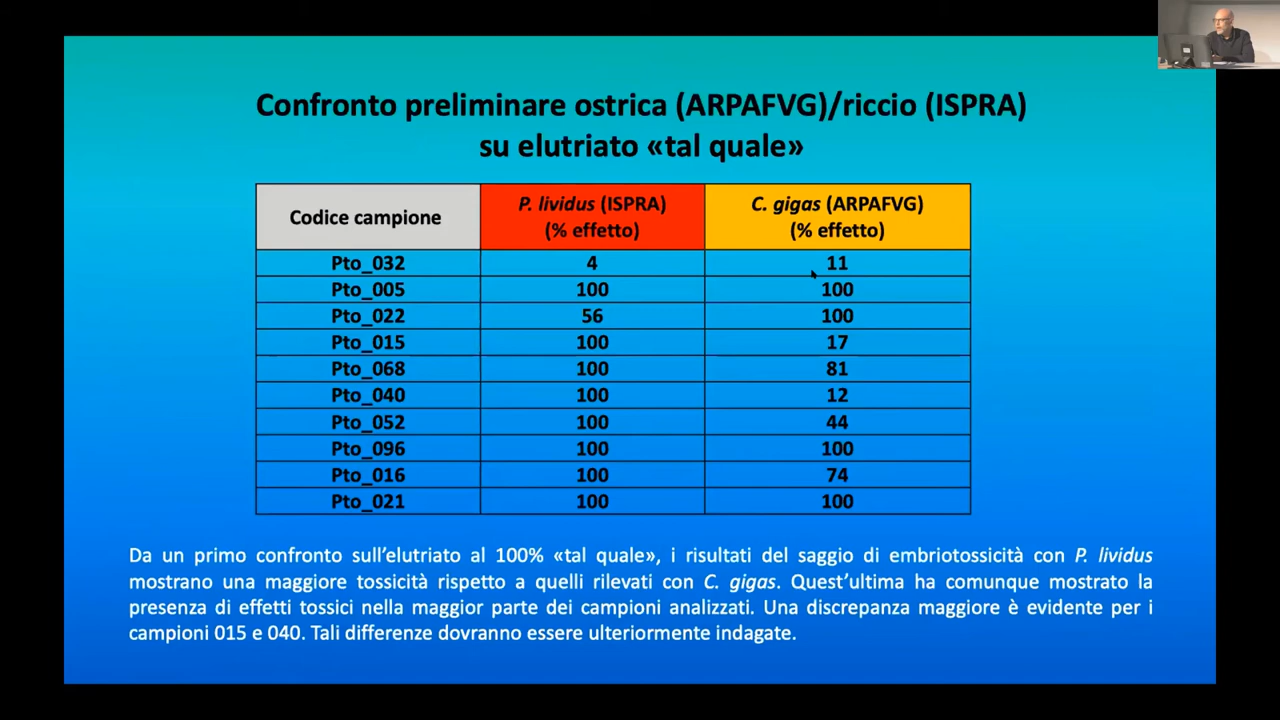 Confronto preliminare ostrica (ARPAFVG)/riccio (ISPRA)
su elutriato «tal quale»
Codice campione P. lividus (ISPRA) (% effetto) C. gigas (ARPAFVG) (% effetto)
Pto_032 4 11
Pto_005 100 100
Pto_022 56 100
Pto_015 100 17
Pto_068 100 81
Pto_040 100 12
Pto_052 100 44
Pto_096 100 100
Pto_016 100 74
Pto_021 100 100
Da un primo confronto sull'elutriato al 100% «tal quale», i risultati del saggio di embriotossicità con P. lividus
mostrano una maggiore tossicità rispetto a quelli rilevati con C. gigas. Quest'ultima ha comunque mostrato la
presenza di effetti tossici nella maggior parte dei campioni analizzati. Una discrepanza maggiore è evidente per i
campioni 015 e 040. Tali differenze dovranno essere ulteriormente indagate.